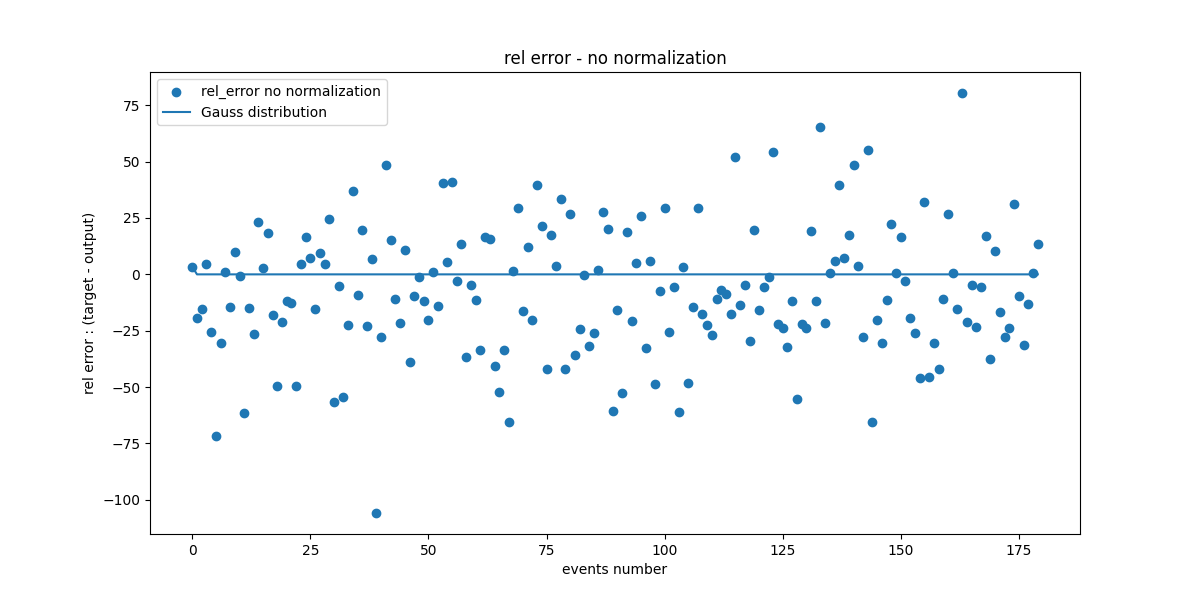 rel error - no normalization
rel_error no normalization
Gauss distribution
rel error : (target - output)
75
50
25
0
−25
−50
−75
−100
0 25 50 75 100 125 150 175
events number